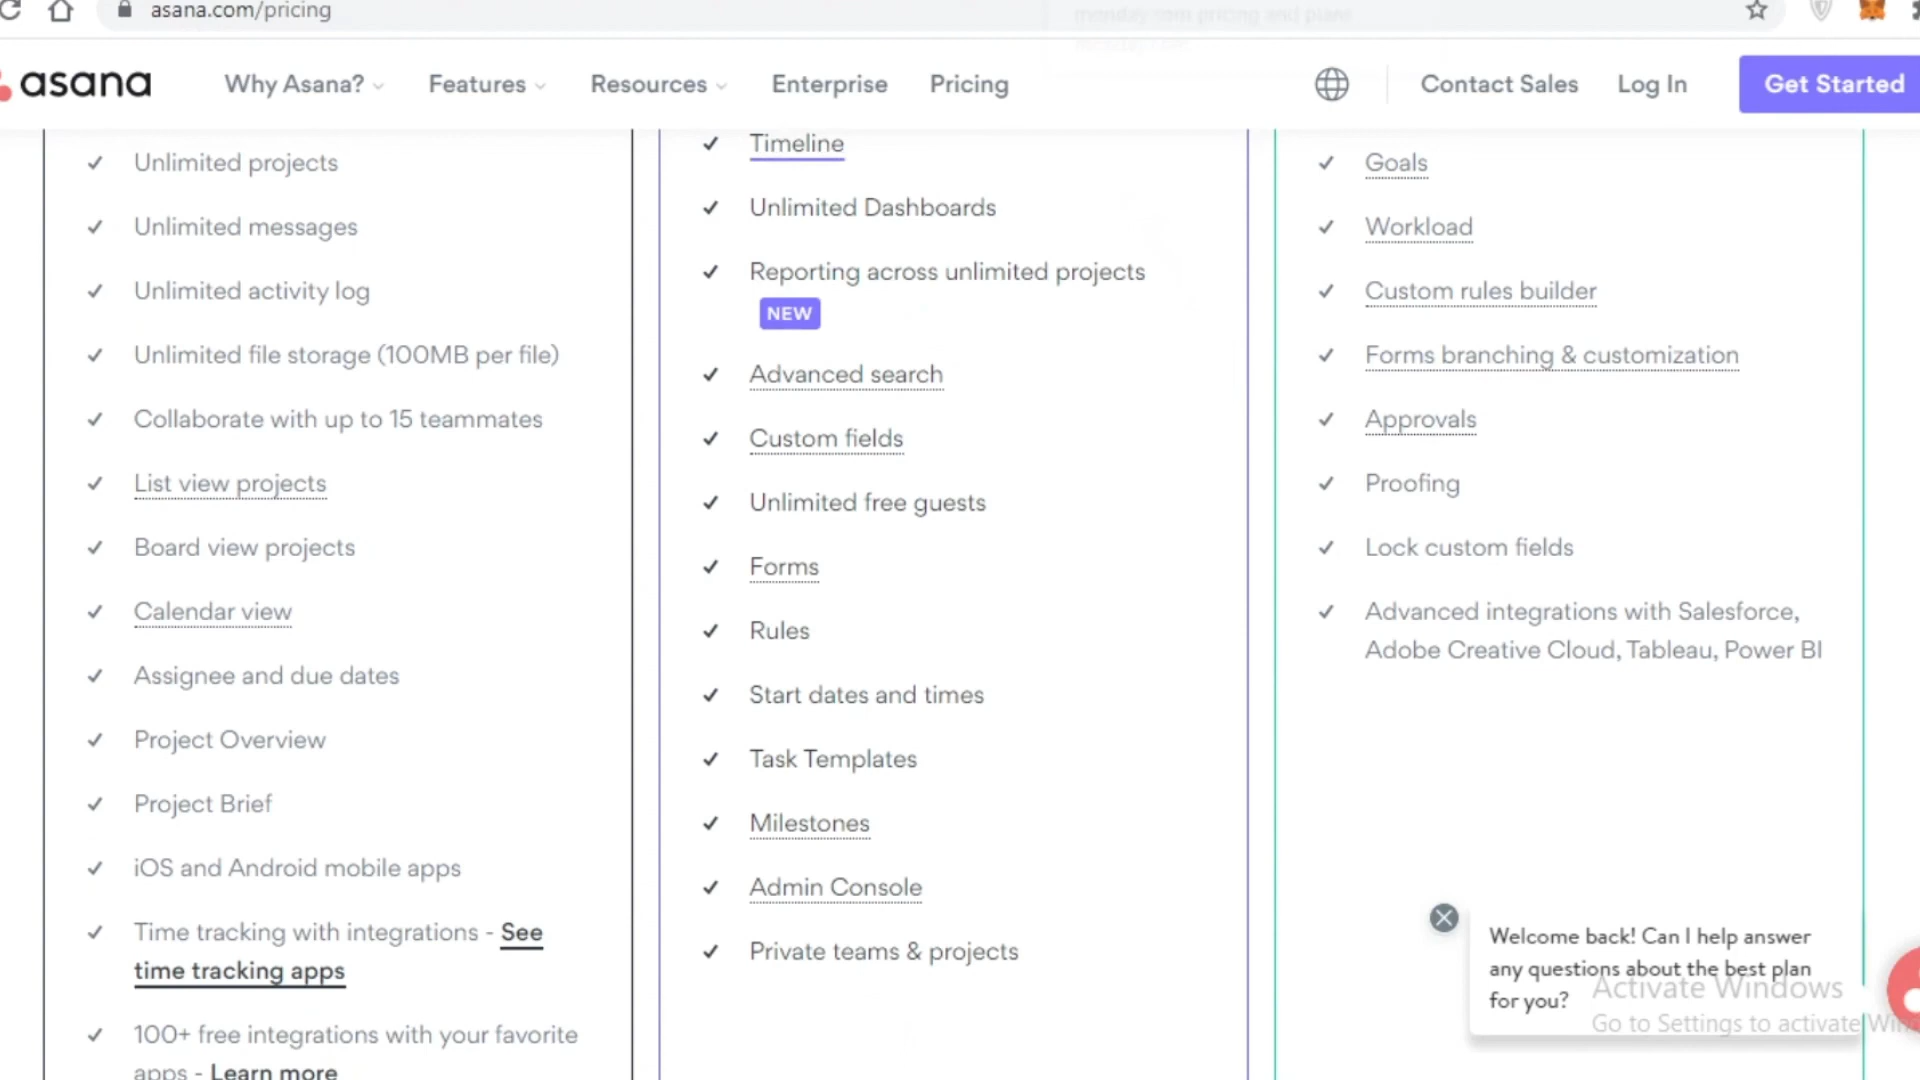 asana.com/pricing
monday.com pricing and plans
asana
Why Asana?
Features
Resources
Enterprise
Pricing
Contact Sales
Log In
Get Started
Unlimited projects
Unlimited messages
Unlimited activity log
Unlimited file storage (100MB per file)
Collaborate with up to 15 teammates
List view projects
Board view projects
Calendar view
Assignee and due dates
Project Overview
Project Brief
iOS and Android mobile apps
Time tracking with integrations - See
time tracking apps
100+ free integrations with your favorite
apps - Learn more
Timeline
Unlimited Dashboards
Reporting across unlimited projects
NEW
Advanced search
Custom fields
Unlimited free guests
Forms
Rules
Start dates and times
Task Templates
Milestones
Admin Console
Private teams & projects
Goals
Workload
Custom rules builder
Forms branching & customization
Approvals
Proofing
Lock custom fields
Advanced integrations with Salesforce,
Adobe Creative Cloud, Tableau, Power BI
Welcome back! Can I help answer
any questions about the best plan
for you?
Activate Windows
Go to Settings to activate Win